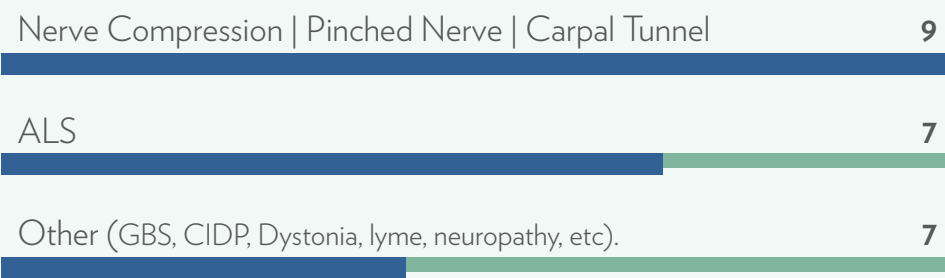 Nerve Compression | Pinched Nerve | Carpal Tunnel 9
ALS 7
Other (GBS, CIDP, Dystonia, lyme, neuropathy, etc). 7